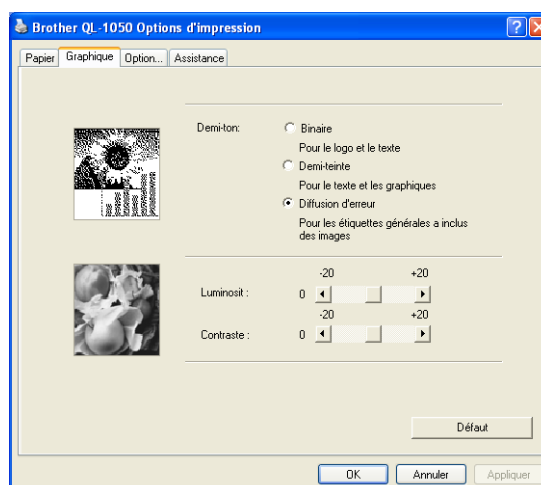 Brother QL-1050 Options d'impression
Papier Graphique Option... Assistance
Demi-ton:
Binaire
Pour le logo et le texte
Demi-teinte
Pour le texte et les graphiques
Diffusion d'erreur
Pour les étiquettes générales a inclus
des images
-20 +20
Luminosit : 0
-20 +20
Contraste : 0
Défaut
OK Annuler Appliquer